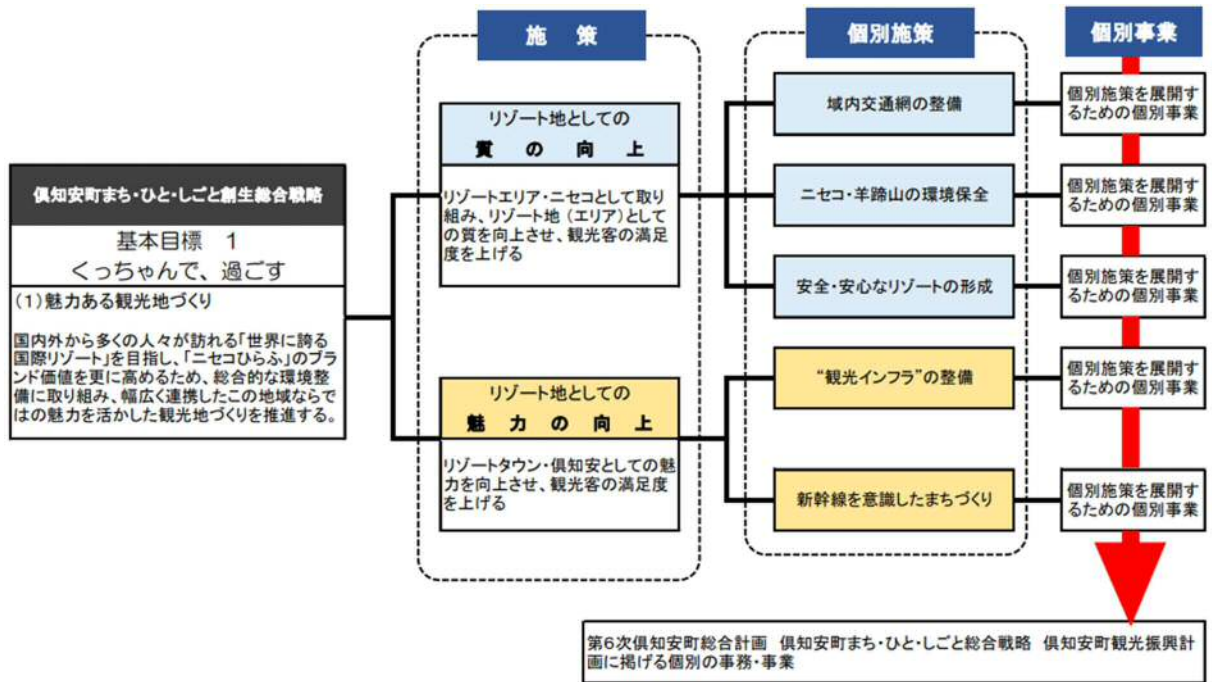 施 策
個別施策
個別事業
俱知安町まち・ひと・しごと創生総合戦略
基本目標 1
くっちゃんで、過ごす
(1)魅力ある観光地づくり
国内外から多くの人々が訪れる「世界に誇る
国際リゾート」を目指し、「ニセコひらふ」のブラ
ンド価値を更に高めるため、総合的な環境整
備に取り組み、幅広く連携したこの地域ならで
はの魅力を活かした観光地づくりを推進する。
リゾート地としての
質 の 向 上
リゾートエリア・ニセコとして取り
組み、リゾート地(エリア)として
の質を向上させ、観光客の満足
度を上げる
リゾート地としての
魅 力 の 向 上
リゾートタウン・俱知安としての魅
力を向上させ、観光客の満足度
を上げる
域内交通網の整備
ニセコ・羊蹄山の環境保全
安全・安心なリゾートの形成
“観光インフラ”の整備
新幹線を意識したまちづくり
個別施策を展開す
るための個別事業
個別施策を展開す
るための個別事業
個別施策を展開す
るための個別事業
個別施策を展開す
るための個別事業
個別施策を展開す
るための個別事業
第6次俱知安町総合計画 俱知安町まち・ひと・しごと総合戦略 俱知安町観光振興計
画に掲げる個別の事務・事業